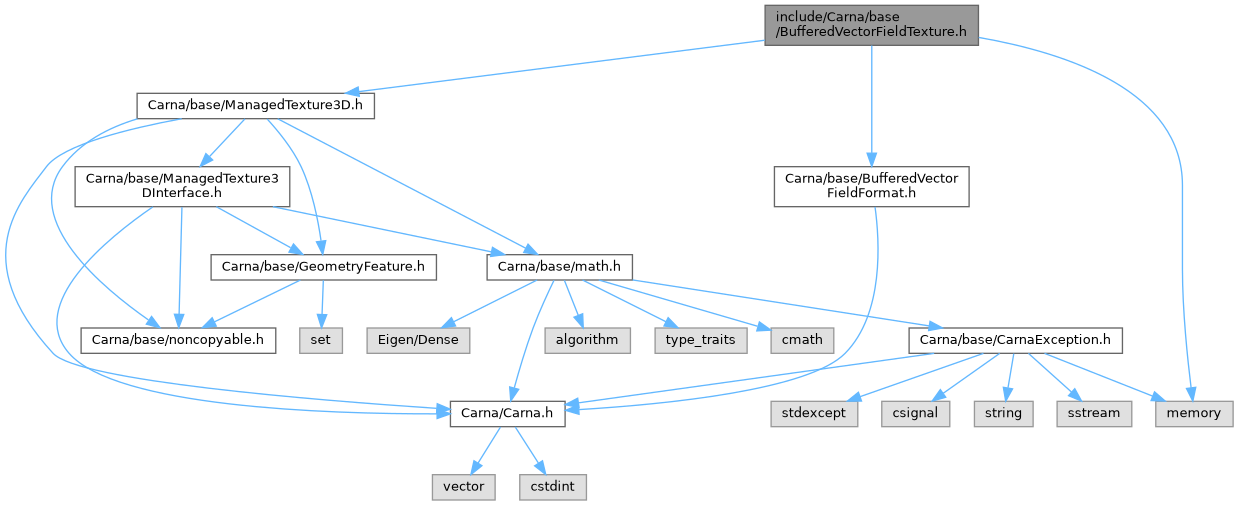 include/Carna/base
/BufferedVectorFieldTexture.h
Carna/base/ManagedTexture3D.h
Carna/base/ManagedTexture3
DInterface.h
Carna/base/BufferedVector
FieldFormat.h
Carna/base/GeometryFeature.h
Carna/base/math.h
Carna/base/noncopyable.h
set
Eigen/Dense
algorithm
type_traits
cmath
Carna/base/CarnaException.h
Carna/Carna.h
stdexcept
csignal
string
sstream
memory
vector
cstdint